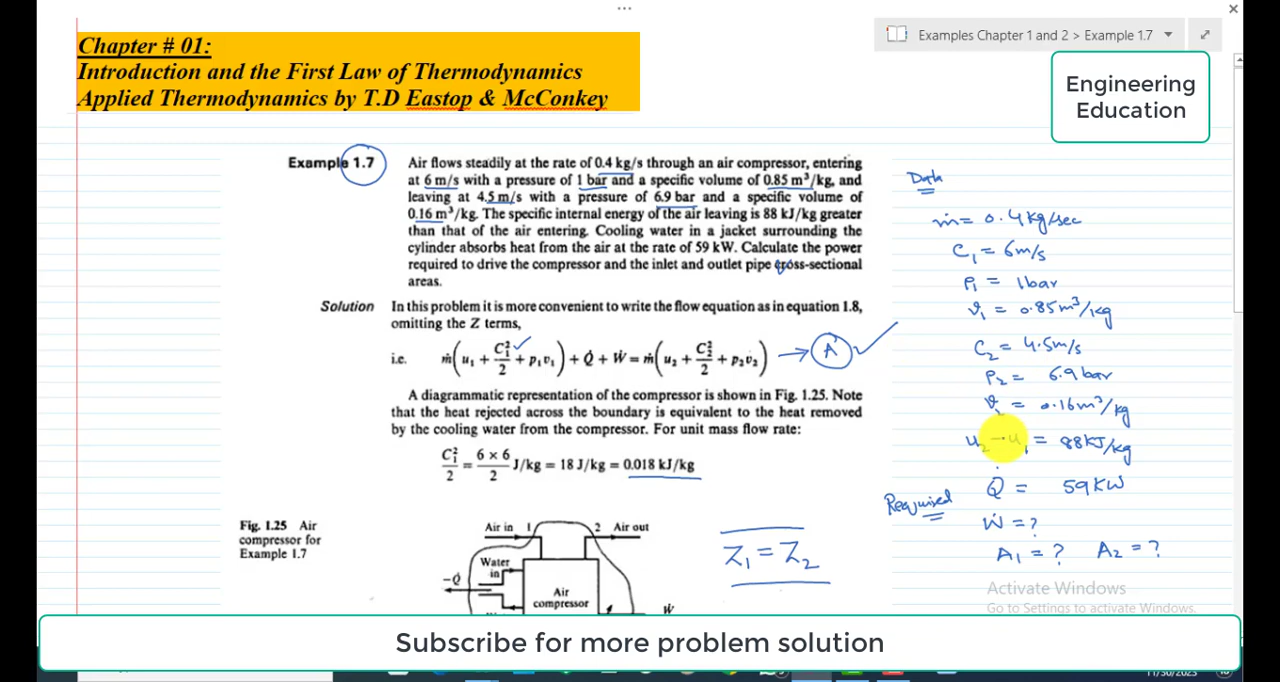 Chapter # 01:
Introduction and the First Law of Thermodynamics
Applied Thermodynamics by T.D Eastop & McConkey
Examples Chapter 1 and 2 > Example 1.7
Engineering
Education
Example 1.7
Air flows steadily at the rate of 0.4 kg/s through an air compressor, entering
at 6 m/s with a pressure of 1 bar and a specific volume of 0.85 m³/kg, and
leaving at 4.5 m/s with a pressure of 6.9 bar and a specific volume of
0.16 m³/kg. The specific internal energy of the air leaving is 88 kJ/kg greater
than that of the air entering. Cooling water in a jacket surrounding the
cylinder absorbs heat from the air at the rate of 59 kW. Calculate the power
required to drive the compressor and the inlet and outlet pipe cross-sectional
areas.
Solution In this problem it is more convenient to write the flow equation as in equation 1.8,
omitting the Z terms,
i.e. ṁ(u₁ + C₁²/2 + p₁v₁) + Q̇ + Ẇ = ṁ(u₂ + C₂²/2 + p₂v₂) → A
A diagrammatic representation of the compressor is shown in Fig. 1.25. Note
that the heat rejected across the boundary is equivalent to the heat removed
by the cooling water from the compressor. For unit mass flow rate:
C₁²/2 = 6 × 6/2 J/kg = 18 J/kg = 0.018 kJ/kg
Fig. 1.25 Air
compressor for
Example 1.7
Air in 1
2 Air out
Water
in
−Q̇
Air
compressor
Ẇ
Z₁ = Z₂
Data
ṁ = 0.4 kg/sec
C₁ = 6 m/s
P₁ = 1 bar
v₁ = 0.85 m³/kg
C₂ = 4.5 m/s
P₂ = 6.9 bar
v₂ = 0.16 m³/kg
u₂ − u₁ = 88 kJ/kg
Q̇ = 59 KW
Required
Ẇ = ?
A₁ = ? A₂ = ?
Activate Windows
Go to Settings to activate Windows.
Subscribe for more problem solution
11/30/2023